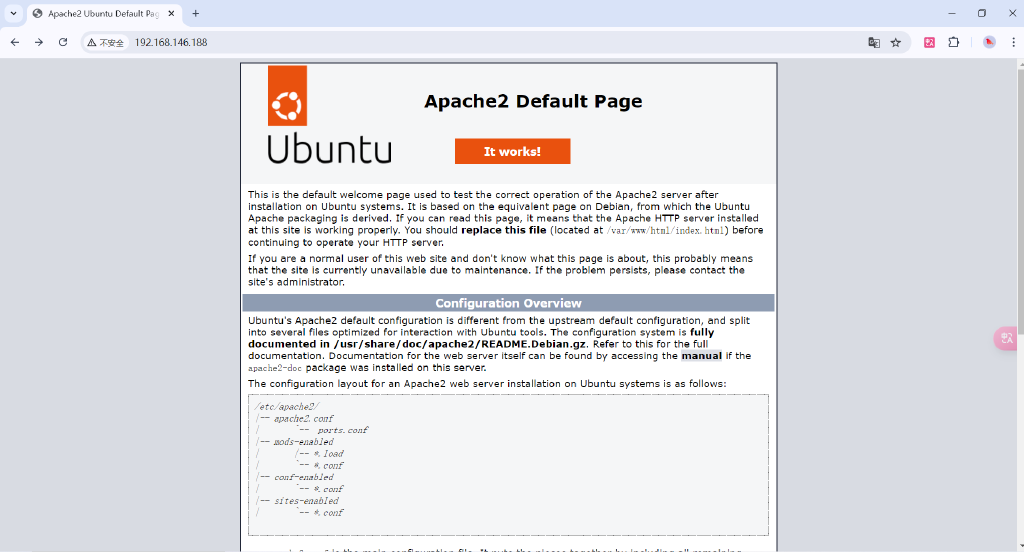 Apache2 Ubuntu Default Pag
不安全 192.168.146.188
Apache2 Default Page
Ubuntu
It works!
This is the default welcome page used to test the correct operation of the Apache2 server after
installation on Ubuntu systems. It is based on the equivalent page on Debian, from which the Ubuntu
Apache packaging is derived. If you can read this page, it means that the Apache HTTP server installed
at this site is working properly. You should replace this file (located at /var/www/html/index.html) before
continuing to operate your HTTP server.
If you are a normal user of this web site and don't know what this page is about, this probably means
that the site is currently unavailable due to maintenance. If the problem persists, please contact the
site's administrator.
Configuration Overview
Ubuntu's Apache2 default configuration is different from the upstream default configuration, and split
into several files optimized for interaction with Ubuntu tools. The configuration system is fully
documented in /usr/share/doc/apache2/README.Debian.gz. Refer to this for the full
documentation. Documentation for the web server itself can be found by accessing the manual if the
apache2-doc package was installed on this server.
The configuration layout for an Apache2 web server installation on Ubuntu systems is as follows:
/etc/apache2/
|-- apache2.conf
|       `-- ports.conf
|-- mods-enabled
|       |-- *.load
|       `-- *.conf
|-- conf-enabled
|       `-- *.conf
|-- sites-enabled
|       `-- *.conf